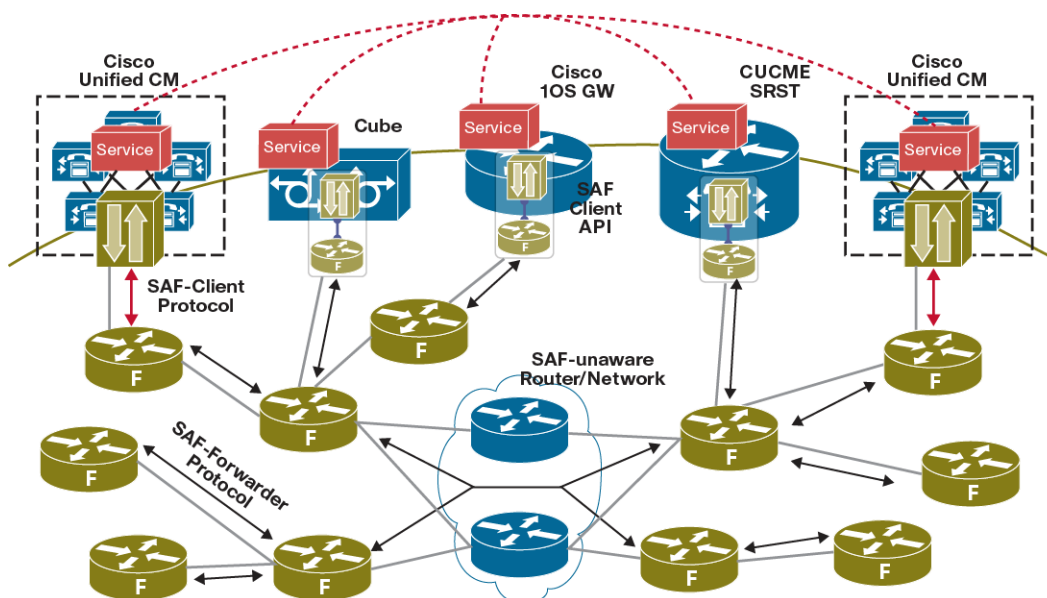 Cisco
Unified CM
Service
Cube
Service
F
Cisco
1OS GW
Service
SAF
Client
API
F
CUCME
SRST
Service
F
Cisco
Unified CM
Service
SAF-Client
Protocol
F
F
F
SAF-unaware
Router/Network
F
F
F
SAF-Forwarder
Protocol
F
F
F
F
F
F